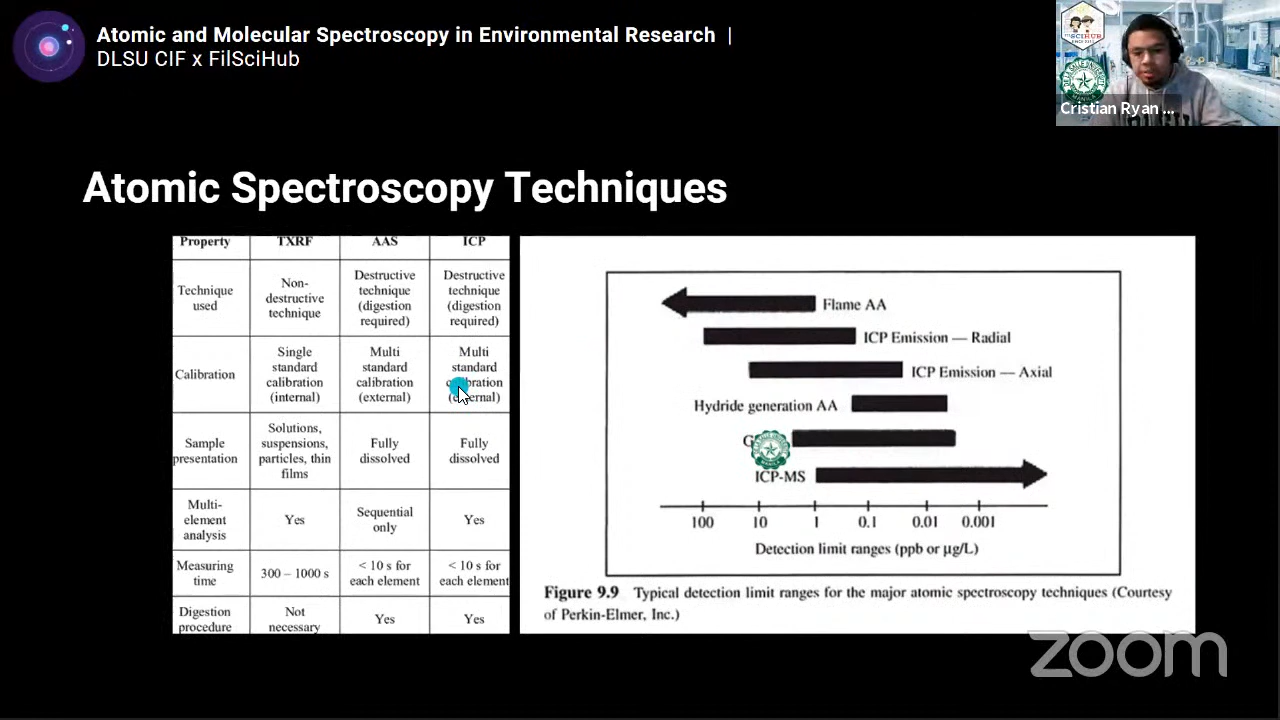 Atomic and Molecular Spectroscopy in Environmental Research |
DLSU CIF x FilSciHub
Cristian Ryan ...
Atomic Spectroscopy Techniques
Property TXRF AAS ICP
Technique used
Non-destructive technique
Destructive technique (digestion required)
Destructive technique (digestion required)
Calibration
Single standard calibration (internal)
Multi standard calibration (external)
Multi standard
Sample presentation
Solutions, suspensions, particles, thin films
Fully dissolved
Fully dissolved
Multi-element analysis
Yes
Sequential only
Yes
Measuring time
300 – 1000 s
< 10 s for each element
< 10 s for each element
Digestion procedure
Not necessary
Yes
Yes
Flame AA
ICP Emission — Radial
ICP Emission — Axial
Hydride generation AA
ICP-MS
100 10 1 0.1 0.01 0.001
Detection limit ranges (ppb or µg/L)
Figure 9.9 Typical detection limit ranges for the major atomic spectroscopy techniques (Courtesy
of Perkin-Elmer, Inc.)
zoom